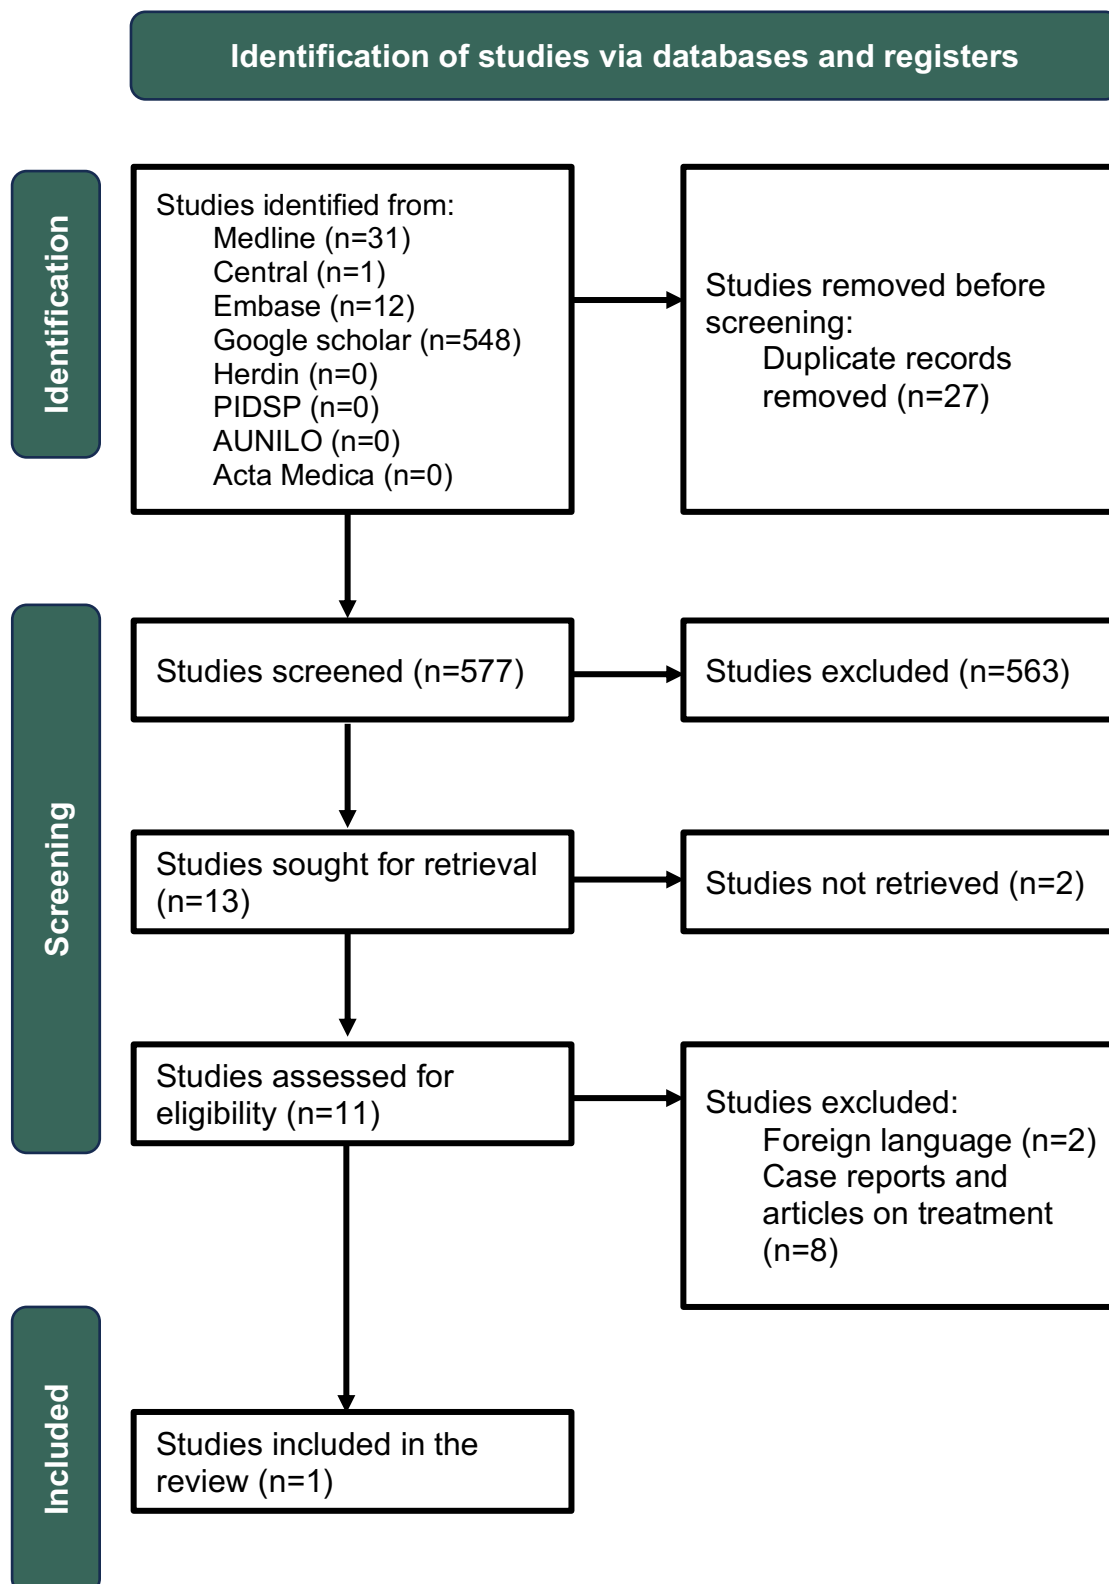 Identification of studies via databases and registers
Identification
Studies identified from:
Medline (n=31)
Central (n=1)
Embase (n=12)
Google scholar (n=548)
Herdin (n=0)
PIDSP (n=0)
AUNILO (n=0)
Acta Medica (n=0)
Studies removed before
screening:
Duplicate records
removed (n=27)
Screening
Studies screened (n=577)
Studies excluded (n=563)
Studies sought for retrieval
(n=13)
Studies not retrieved (n=2)
Studies assessed for
eligibility (n=11)
Studies excluded:
Foreign language (n=2)
Case reports and
articles on treatment
(n=8)
Included
Studies included in the
review (n=1)